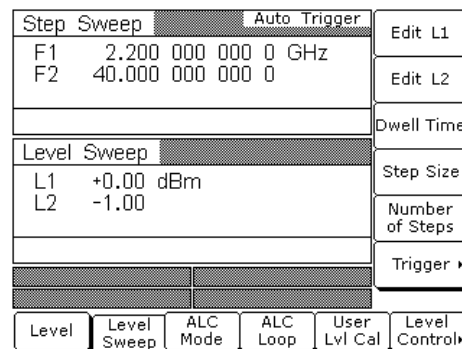 Step Sweep Auto Trigger
F1 2.200 000 000 0 GHz
F2 40.000 000 000 0
Level Sweep
L1 +0.00 dBm
L2 -1.00
Edit L1
Edit L2
Dwell Time
Step Size
Number
of Steps
Trigger
Level
Level
Sweep
ALC
Mode
ALC
Loop
User
Lvl Cal
Level
Control